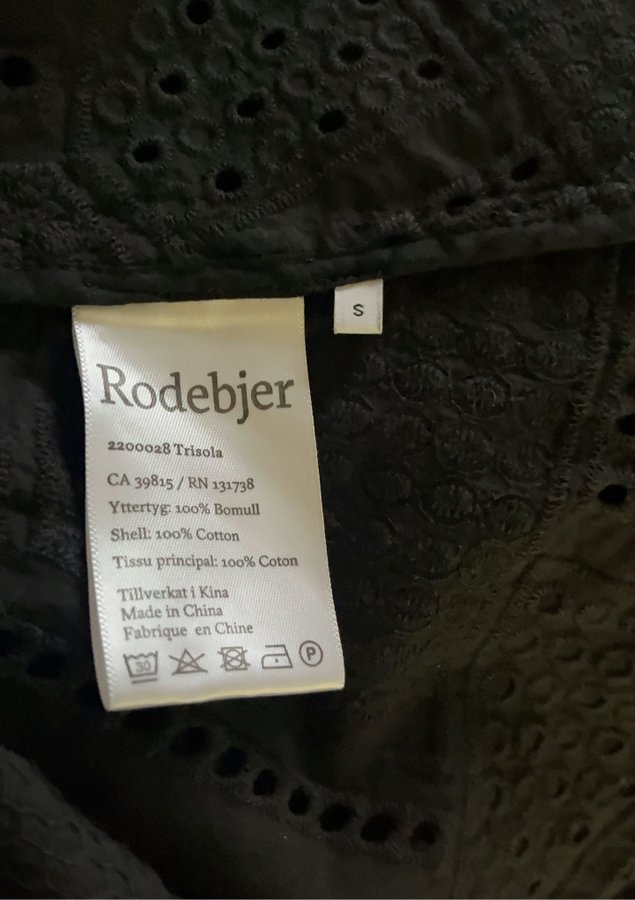 S
Rodebjer
2200028 Trisola
CA 39815 / RN 131738
Yttertyg: 100% Bomull
Shell: 100% Cotton
Tissu principal: 100% Coton
Tillverkat i Kina
Made in China
Fabrique en Chine
30
P